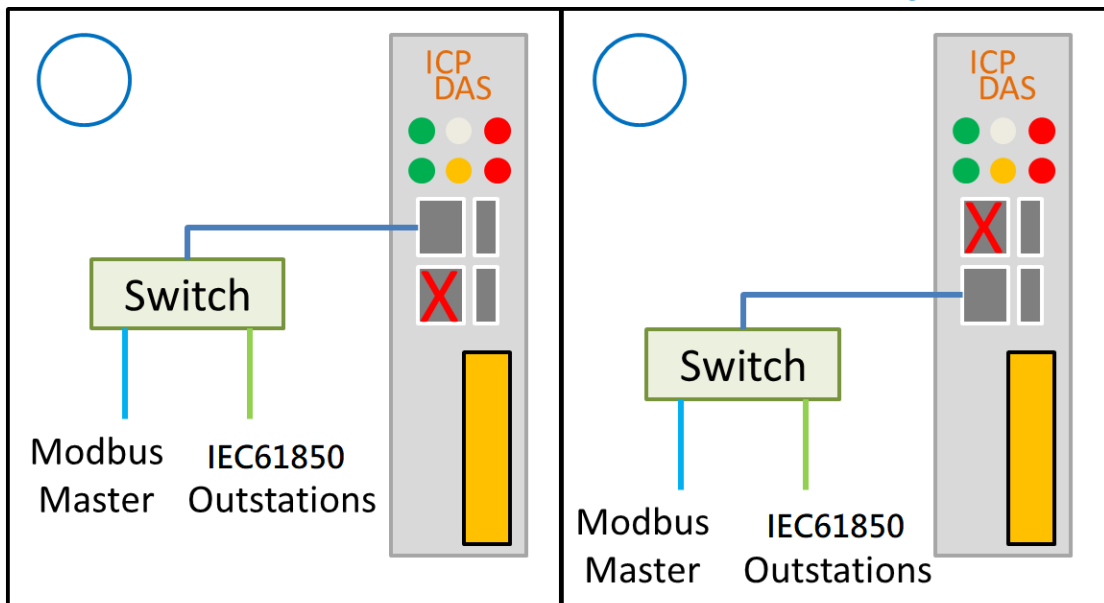 ICP
DAS
X
Switch
Modbus
Master
IEC61850
Outstations
ICP
DAS
X
Switch
Modbus
Master
IEC61850
Outstations